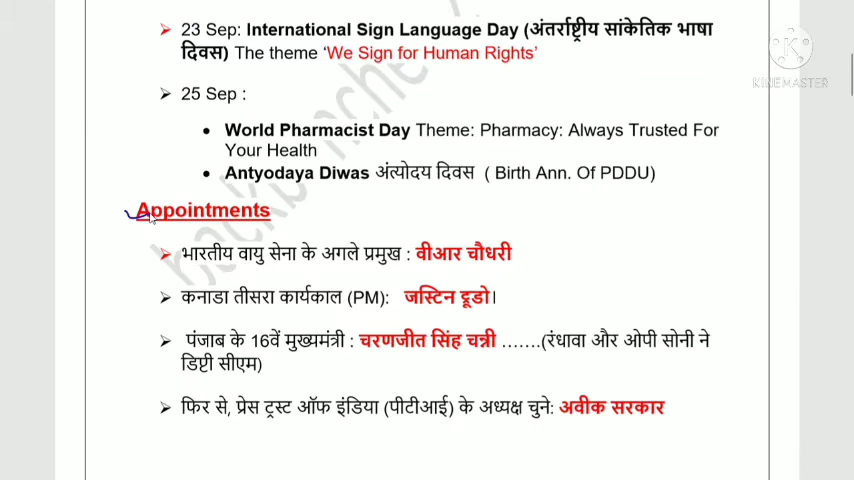 23 Sep: International Sign Language Day (अंतर्राष्ट्रीय सांकेतिक भाषा
दिवस) The theme ‘We Sign for Human Rights’
KINEMASTER
25 Sep :
World Pharmacist Day Theme: Pharmacy: Always Trusted For
Your Health
Antyodaya Diwas अंत्योदय दिवस ( Birth Ann. Of PDDU)
Appointments
भारतीय वायु सेना के अगले प्रमुख : वीआर चौधरी
कनाडा तीसरा कार्यकाल (PM): जस्टिन ट्रूडो।
पंजाब के 16वें मुख्यमंत्री : चरणजीत सिंह चन्नी …….(रंधावा और ओपी सोनी ने
डिप्टी सीएम)
फिर से, प्रेस ट्रस्ट ऑफ इंडिया (पीटीआई) के अध्यक्ष चुने: अवीक सरकार